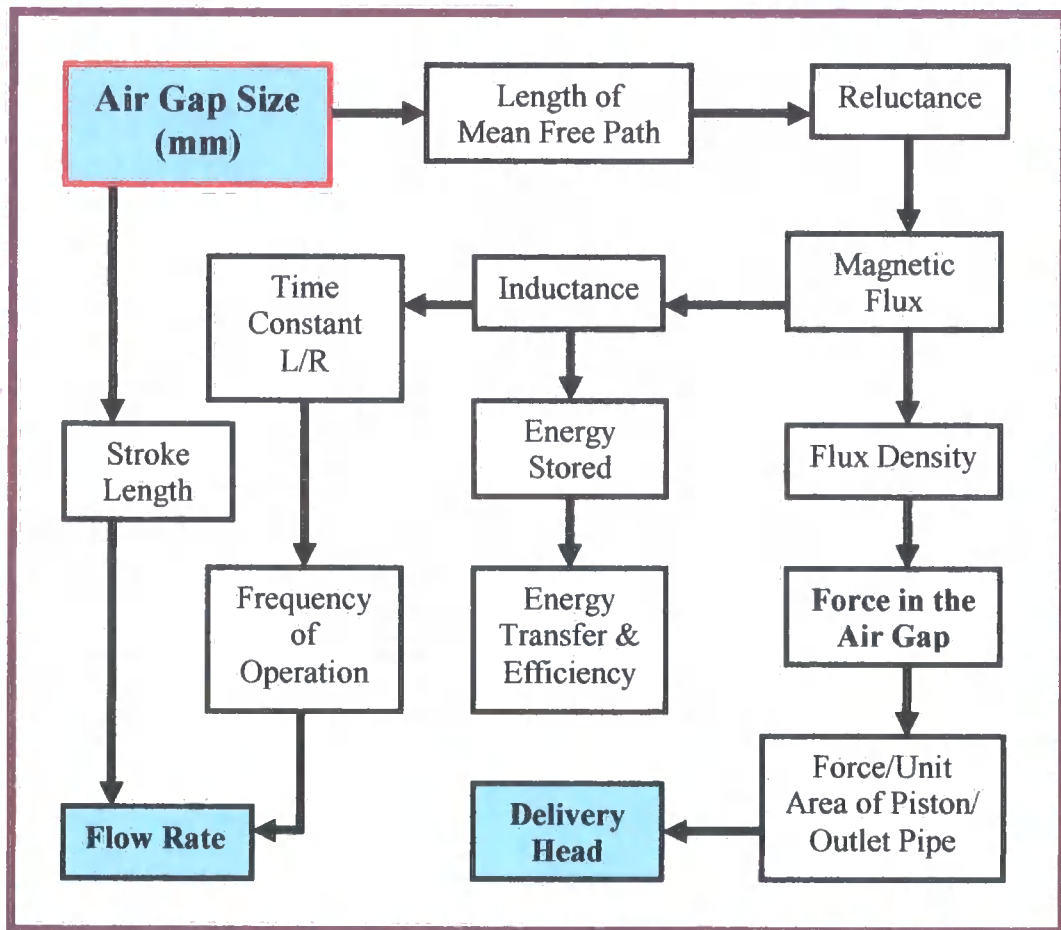 Air Gap Size
(mm)
Length of
Mean Free Path
Reluctance
Time
Constant
L/R
Inductance
Magnetic
Flux
Stroke
Length
Energy
Stored
Flux Density
Frequency
of
Operation
Energy
Transfer &
Efficiency
Force in the
Air Gap
Flow Rate
Delivery
Head
Force/Unit
Area of Piston/
Outlet Pipe